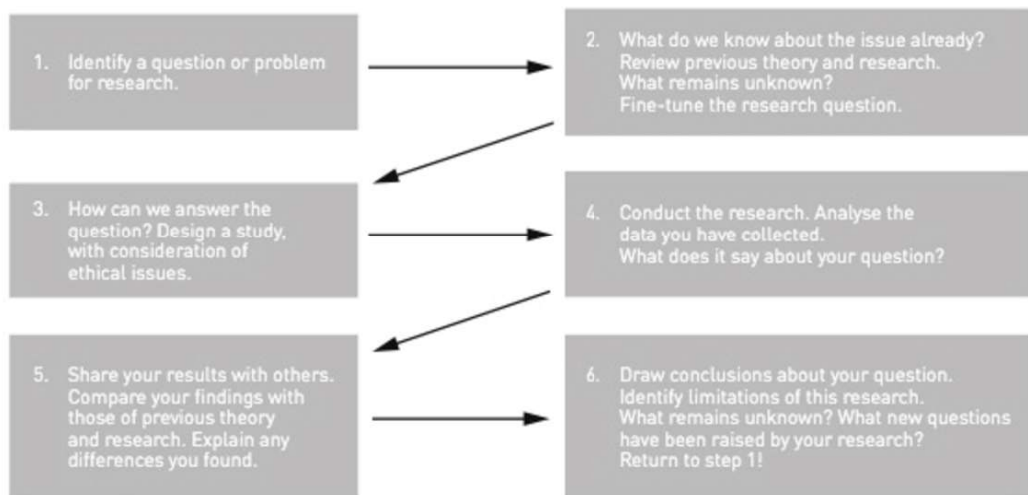 1. Identify a question or problem
for research.
2. What do we know about the issue already?
Review previous theory and research.
What remains unknown?
Fine-tune the research question.
3. How can we answer the
question? Design a study,
with consideration of
ethical issues.
4. Conduct the research. Analyse the
data you have collected.
What does it say about your question?
5. Share your results with others.
Compare your findings with
those of previous theory
and research. Explain any
differences you found.
6. Draw conclusions about your question.
Identify limitations of this research.
What remains unknown? What new questions
have been raised by your research?
Return to step 1!